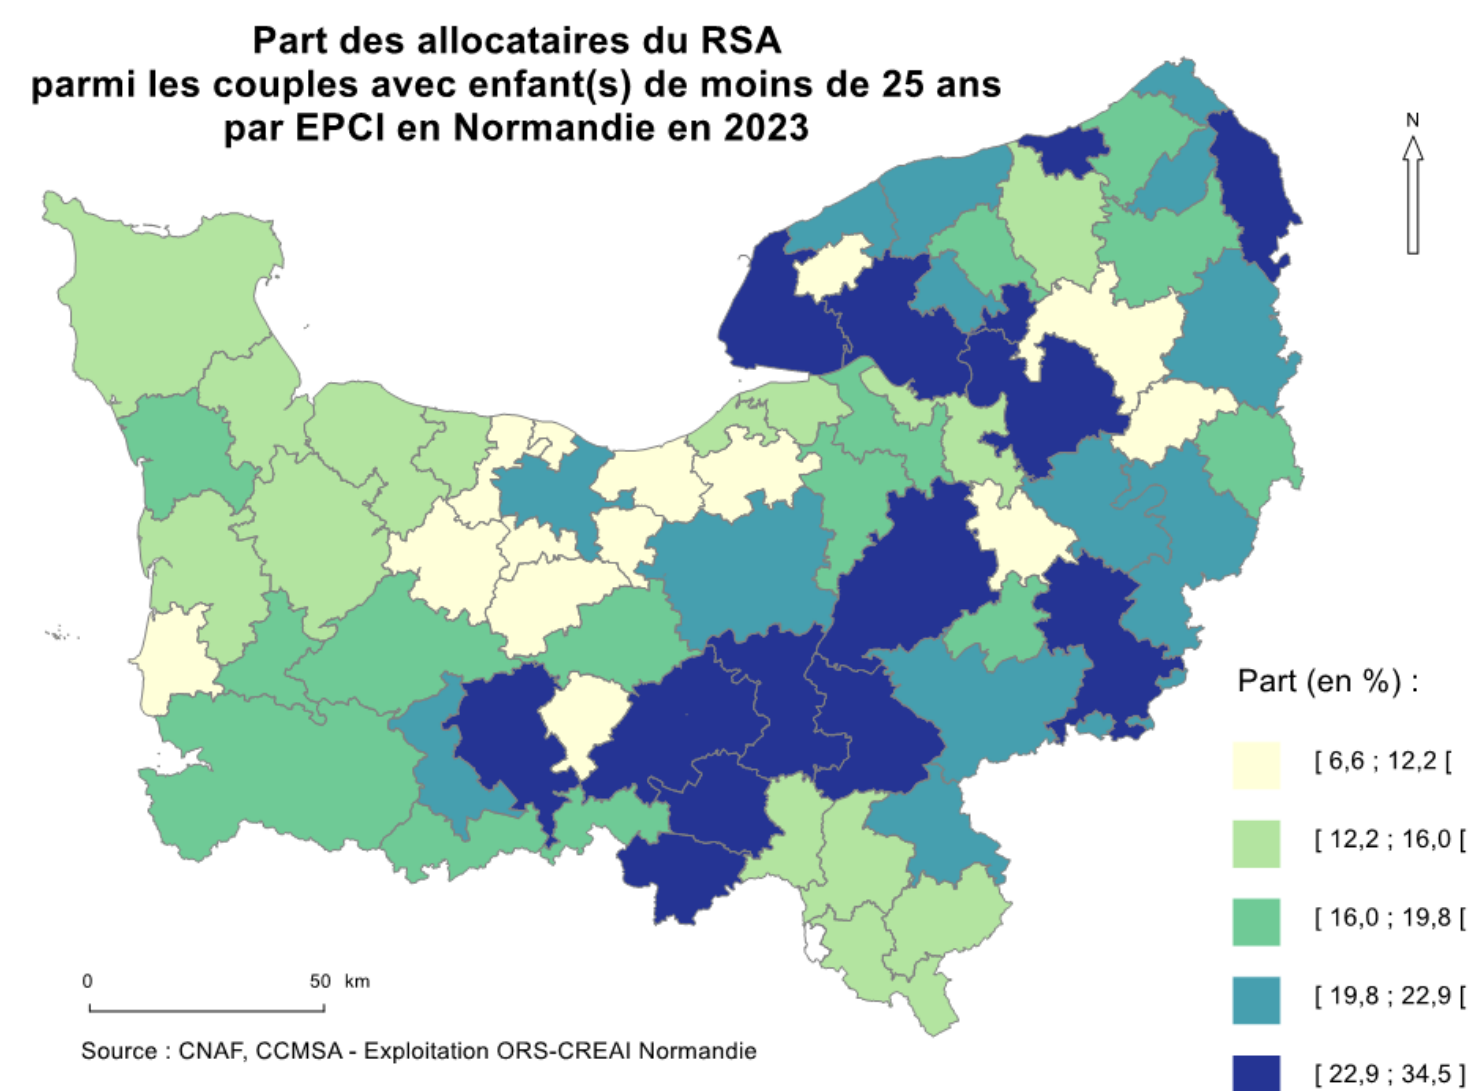 Part des allocataires du RSA
parmi les couples avec enfant(s) de moins de 25 ans
par EPCI en Normandie en 2023
N
Part (en %) :
[ 6,6 ; 12,2 [
[ 12,2 ; 16,0 [
[ 16,0 ; 19,8 [
[ 19,8 ; 22,9 [
[ 22,9 ; 34,5 ]
0 50 km
Source : CNAF, CCMSA - Exploitation ORS-CREAI Normandie